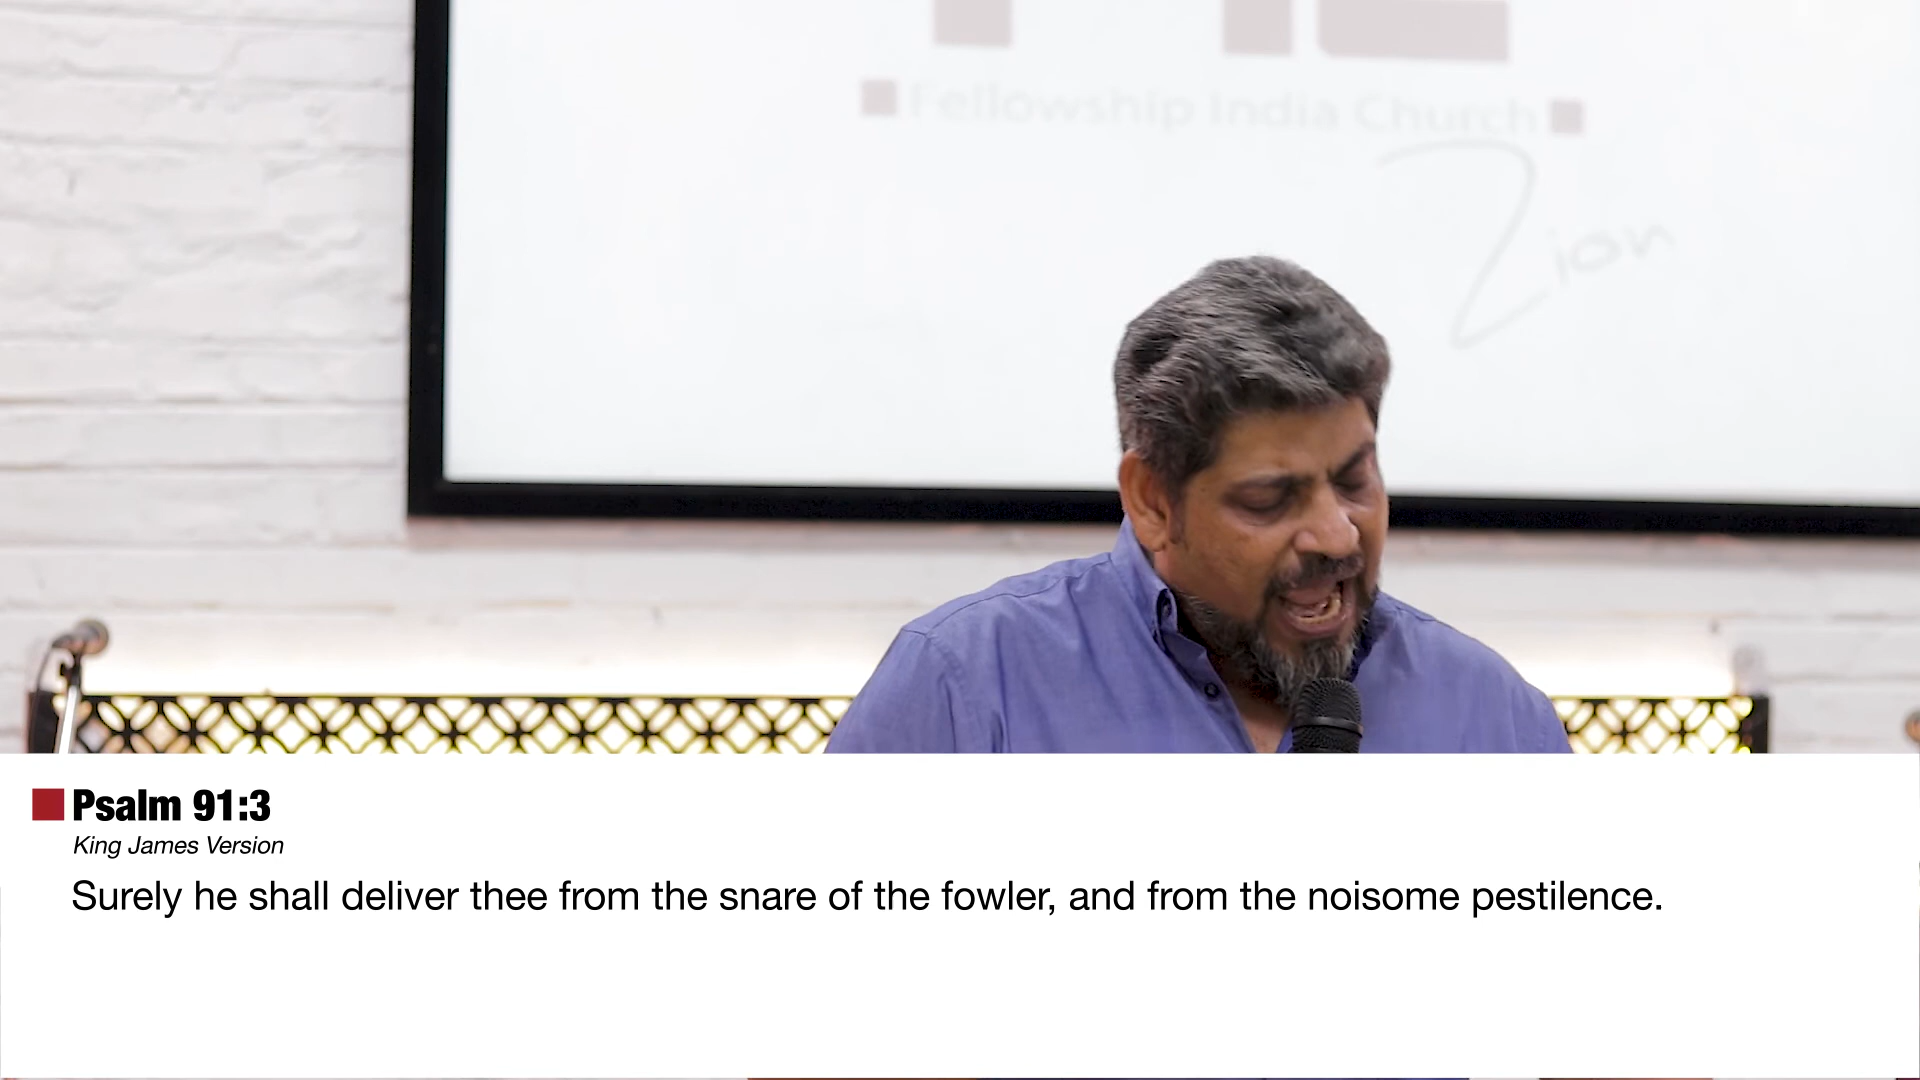 Fellowship India Church
Zion
Psalm 91:3
King James Version
Surely he shall deliver thee from the snare of the fowler, and from the noisome pestilence.